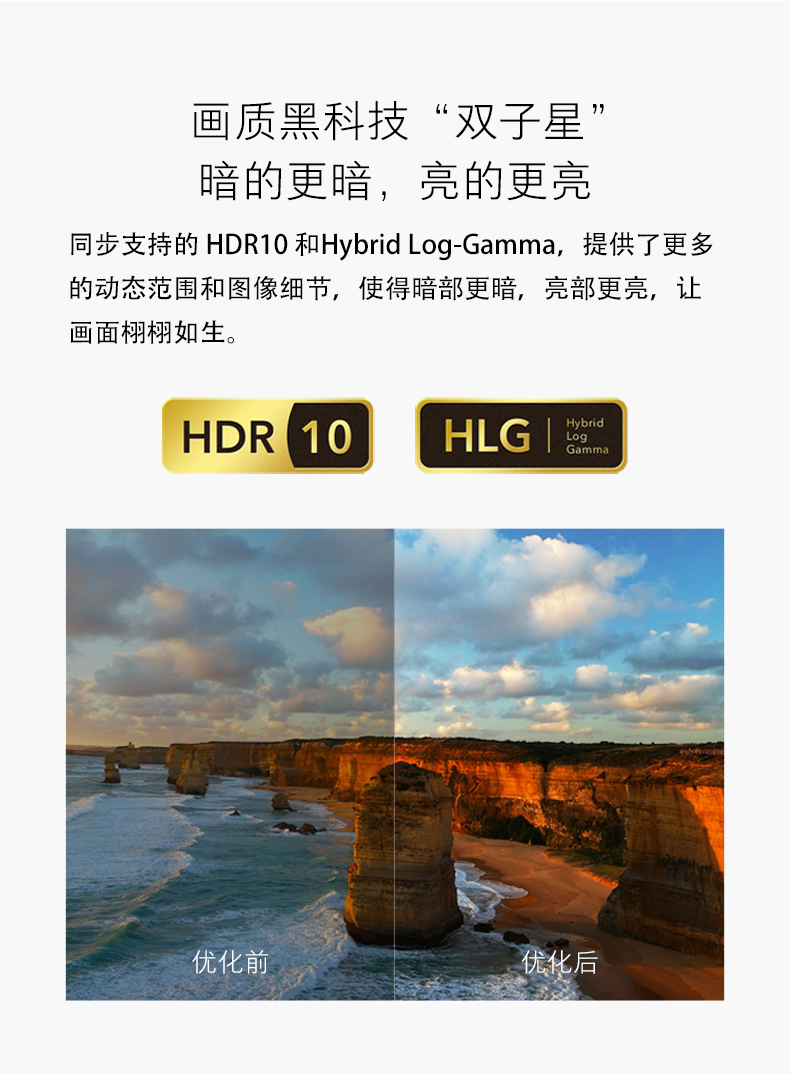 画质黑科技“双子星”
暗的更暗，亮的更亮
同步支持的 HDR10 和Hybrid Log-Gamma，提供了更多
的动态范围和图像细节，使得暗部更暗，亮部更亮，让
画面栩栩如生。
HDR 10
HLG
Hybrid
Log
Gamma
优化前
优化后